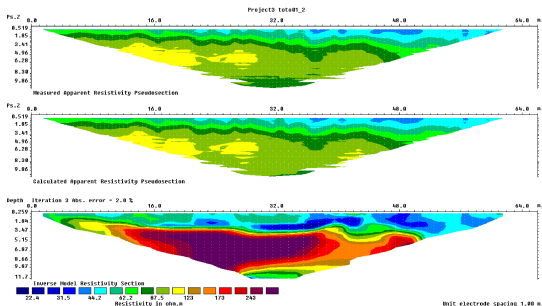 Project3 toto01_2
Ps.Z 0.0 16.0 32.0 48.0 64.0 m
0.519
1.85
3.41
4.96
6.28
8.30
9.86
Measured Apparent Resistivity Pseudosection
Ps.Z 0.0 16.0 32.0 48.0 64.0 m
0.519
1.85
3.41
4.96
6.28
8.30
9.86
Calculated Apparent Resistivity Pseudosection
Depth Iteration 3 Abs. error = 2.0 %
0.0 16.0 32.0 48.0 64.0 m
0.259
1.84
3.42
5.15
6.87
8.66
9.87
11.7
Inverse Model Resistivity Section
22.4 31.5 44.2 62.2 87.5 123 173 243
Resistivity in ohm.m
Unit electrode spacing 1.00 m